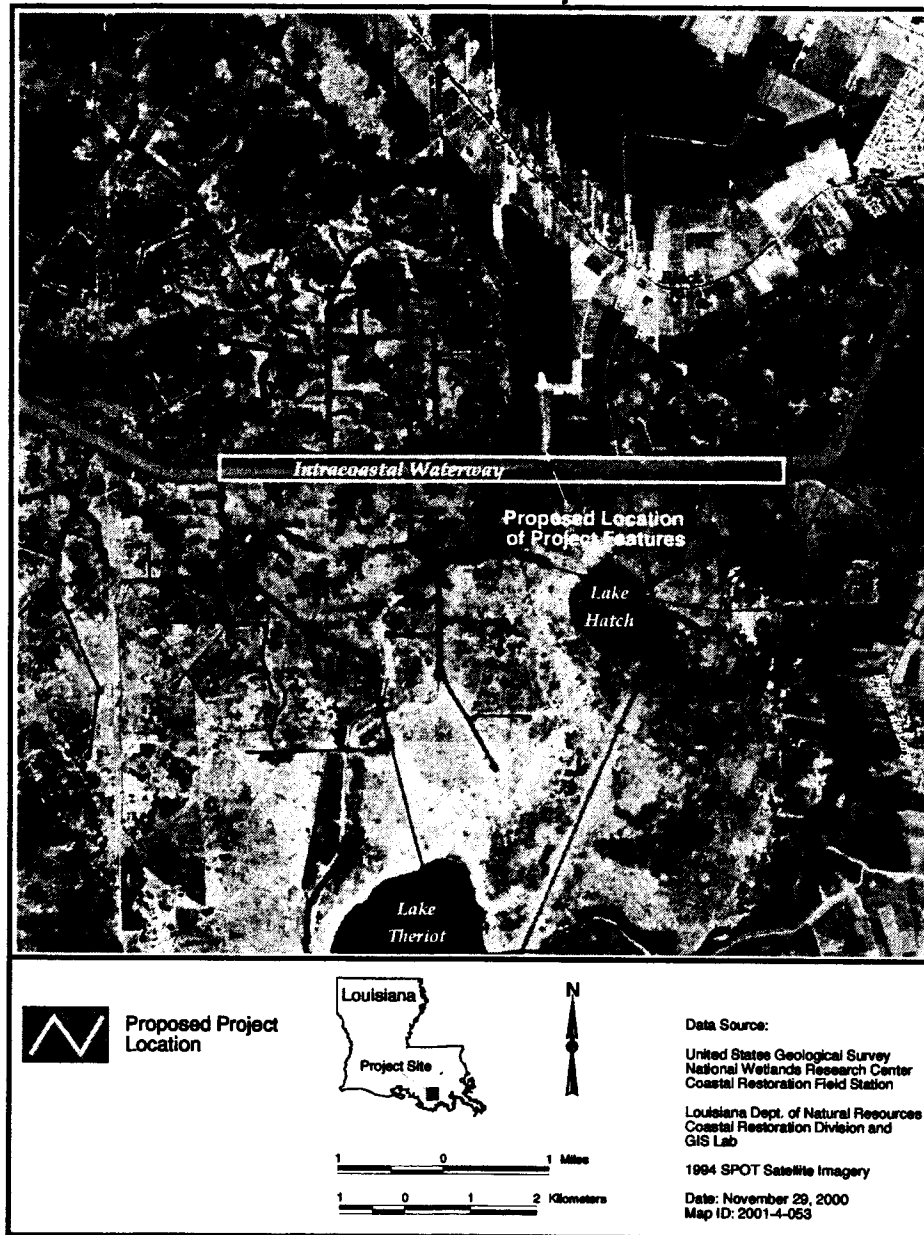 Intracoastal Waterway
Proposed Location
of Project Features
Lake
Hatch
Lake
Theriot
Proposed Project
Location
Louisiana
Project Site
N
1 0 1 Miles
1 0 1 2 Kilometers
Data Source:
United States Geological Survey
National Wetlands Research Center
Coastal Restoration Field Station
Louisiana Dept. of Natural Resources
Coastal Restoration Division and
GIS Lab
1994 SPOT Satellite Imagery
Date: November 29, 2000
Map ID: 2001-4-053